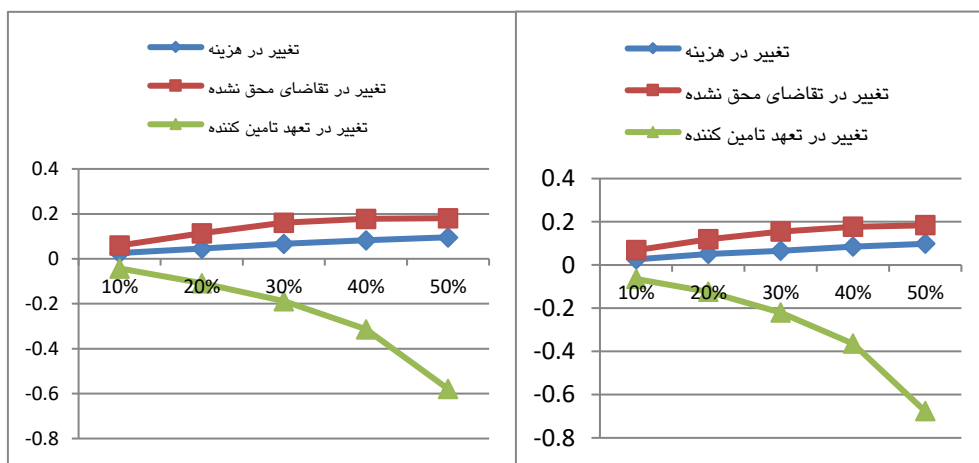 تغییر در هزینه
تغییر در تقاضای محق نشده
تغییر در تعهد تامین کننده
0.4
0.2
0
-0.2
-0.4
-0.6
-0.8
10% 20% 30% 40% 50%
تغییر در هزینه
تغییر در تقاضای محق نشده
تغییر در تعهد تامین کننده
0.4
0.2
0
-0.2
-0.4
-0.6
-0.8
10% 20% 30% 40% 50%